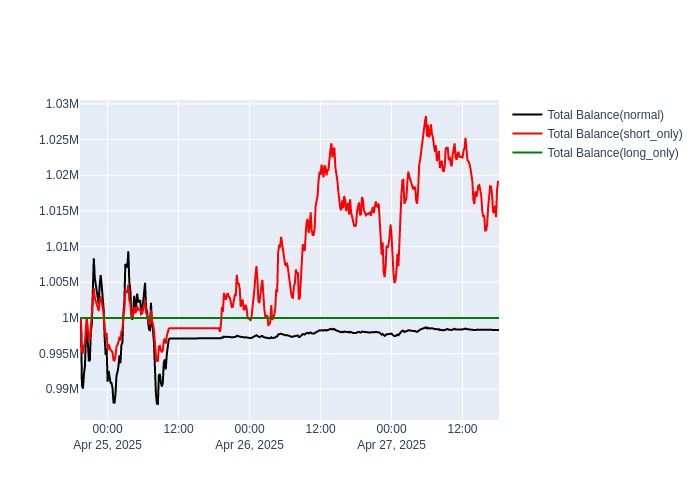 1.03M
1.025M
1.02M
1.015M
1.01M
1.005M
1M
0.995M
0.99M
00:00
Apr 25, 2025
12:00
00:00
Apr 26, 2025
12:00
00:00
Apr 27, 2025
12:00
Total Balance(normal)
Total Balance(short_only)
Total Balance(long_only)